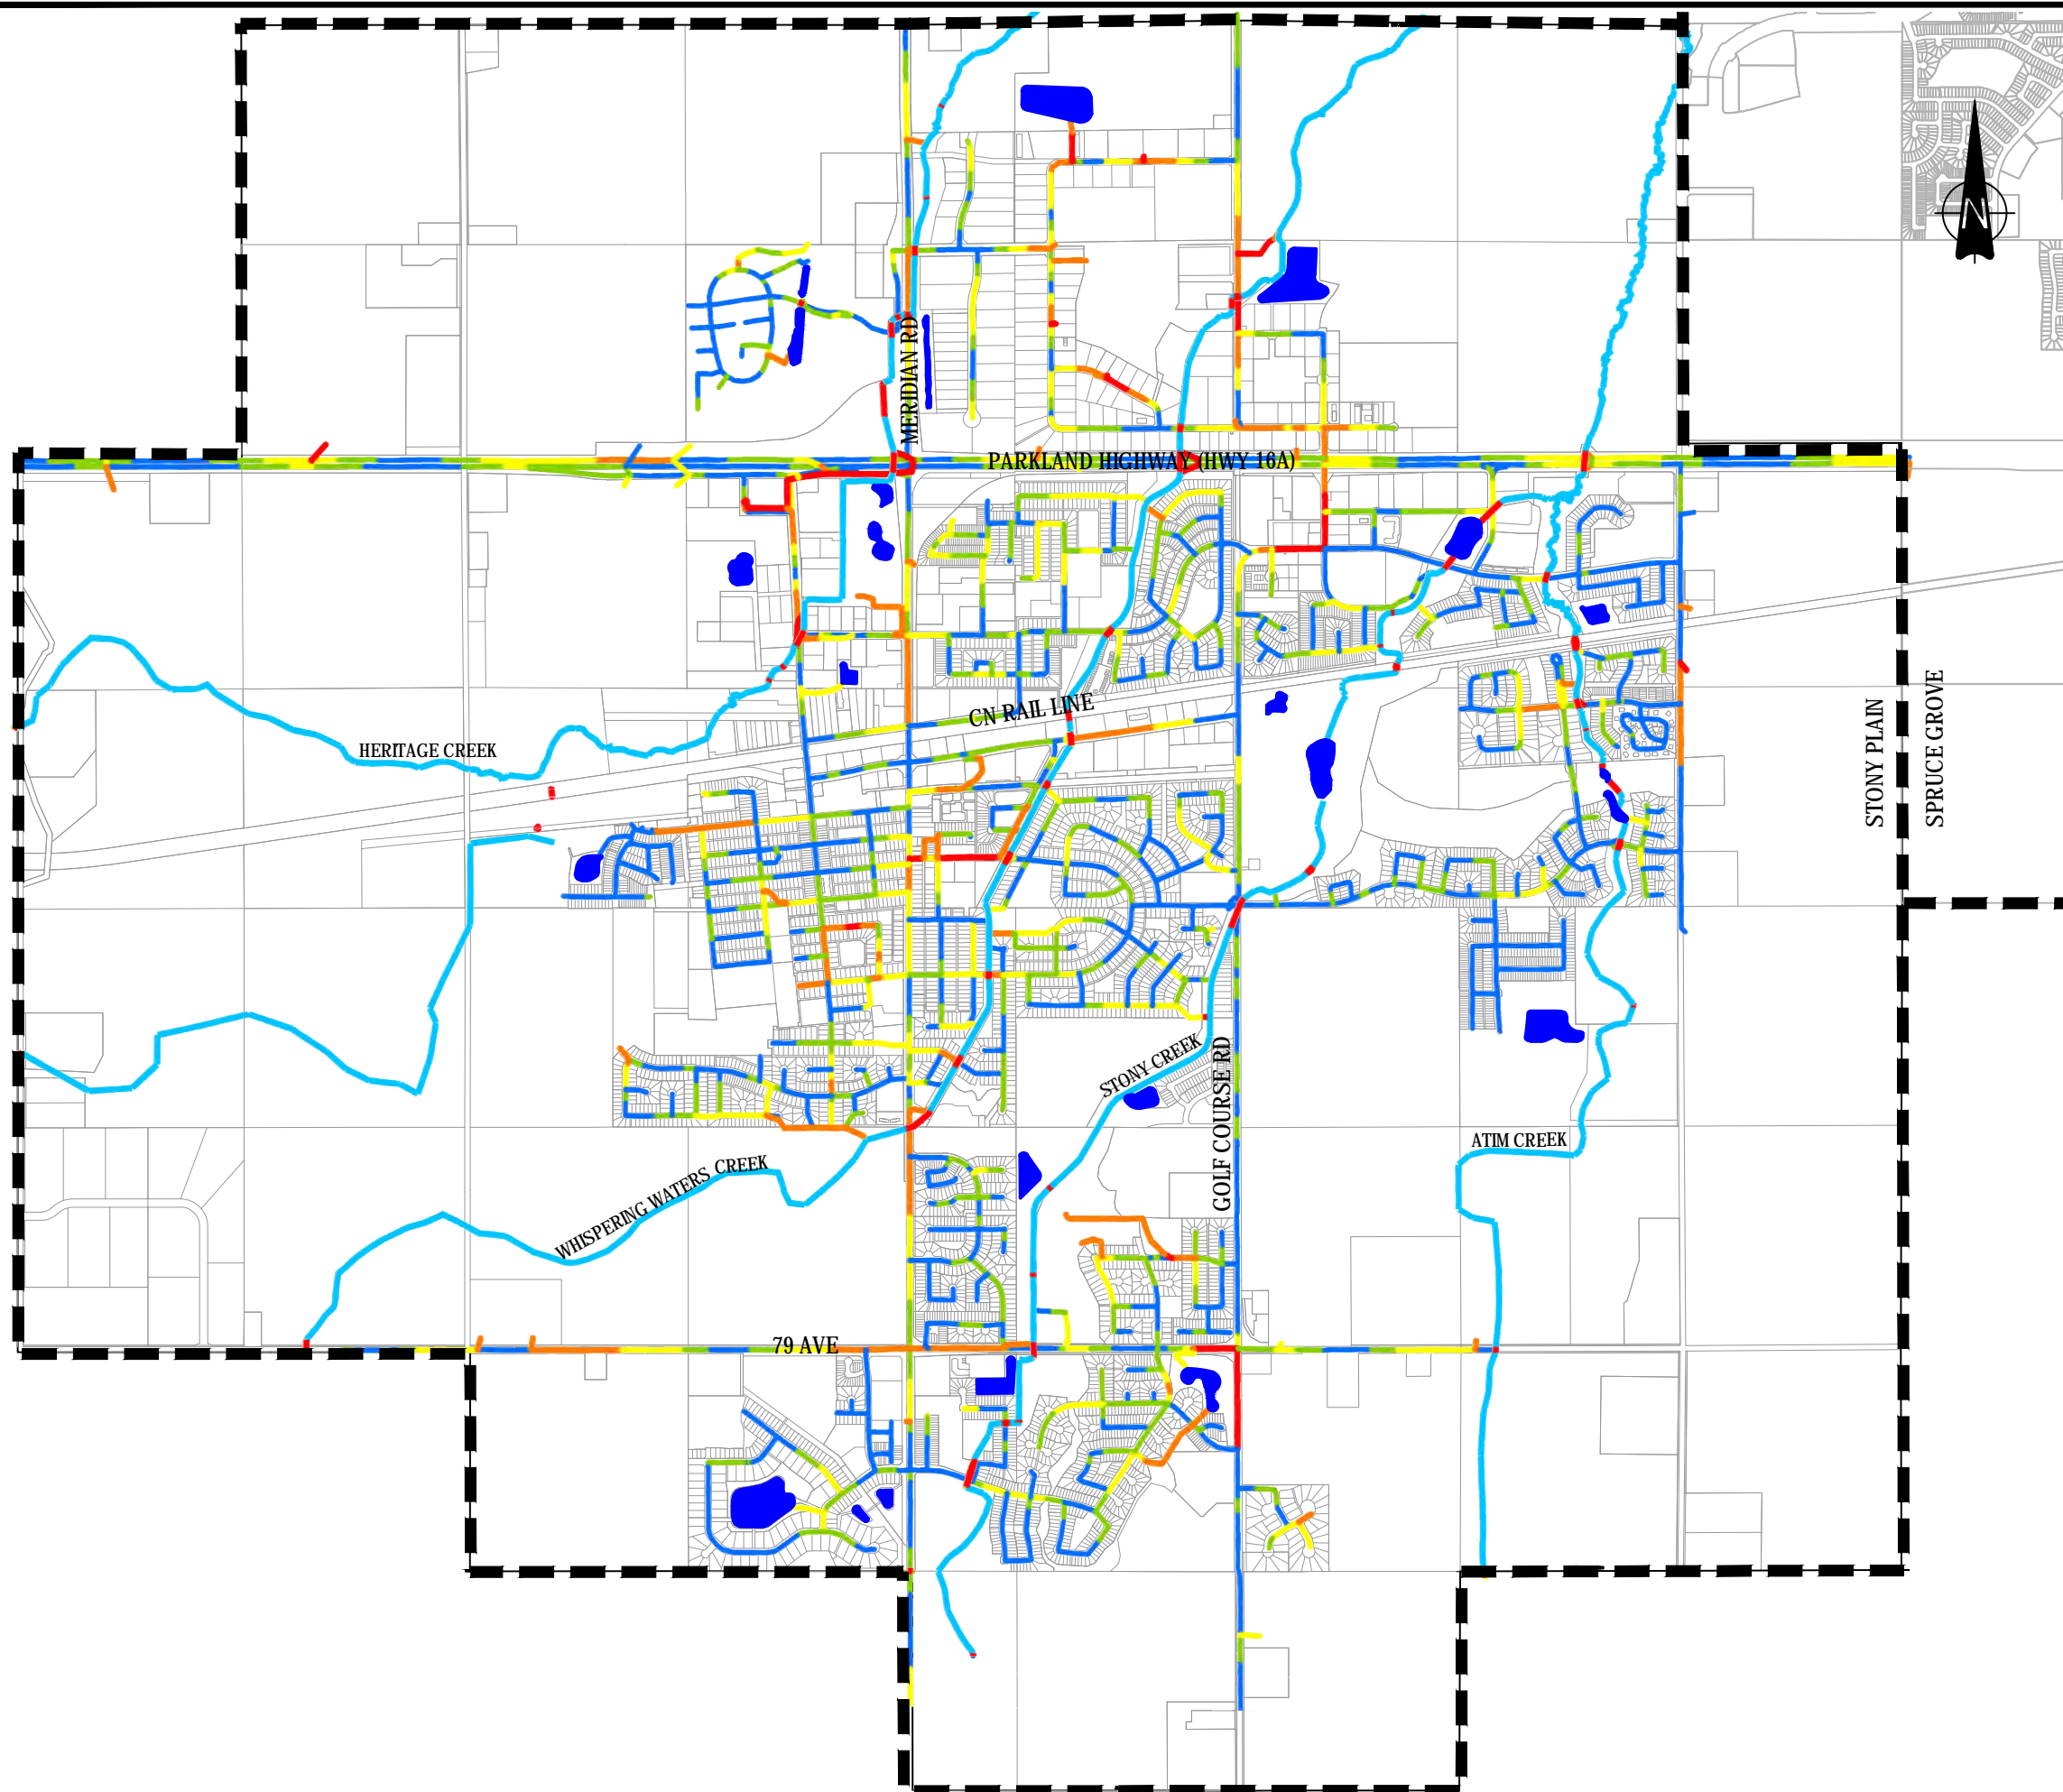 N
MERIDIAN RD
PARKLAND HIGHWAY (HWY 16A)
CN RAIL LINE
HERITAGE CREEK
STONY PLAIN
SPRUCE GROVE
STONY CREEK
GOLF COURSE RD
ATIM CREEK
WHISPERING WATERS CREEK
79 AVE